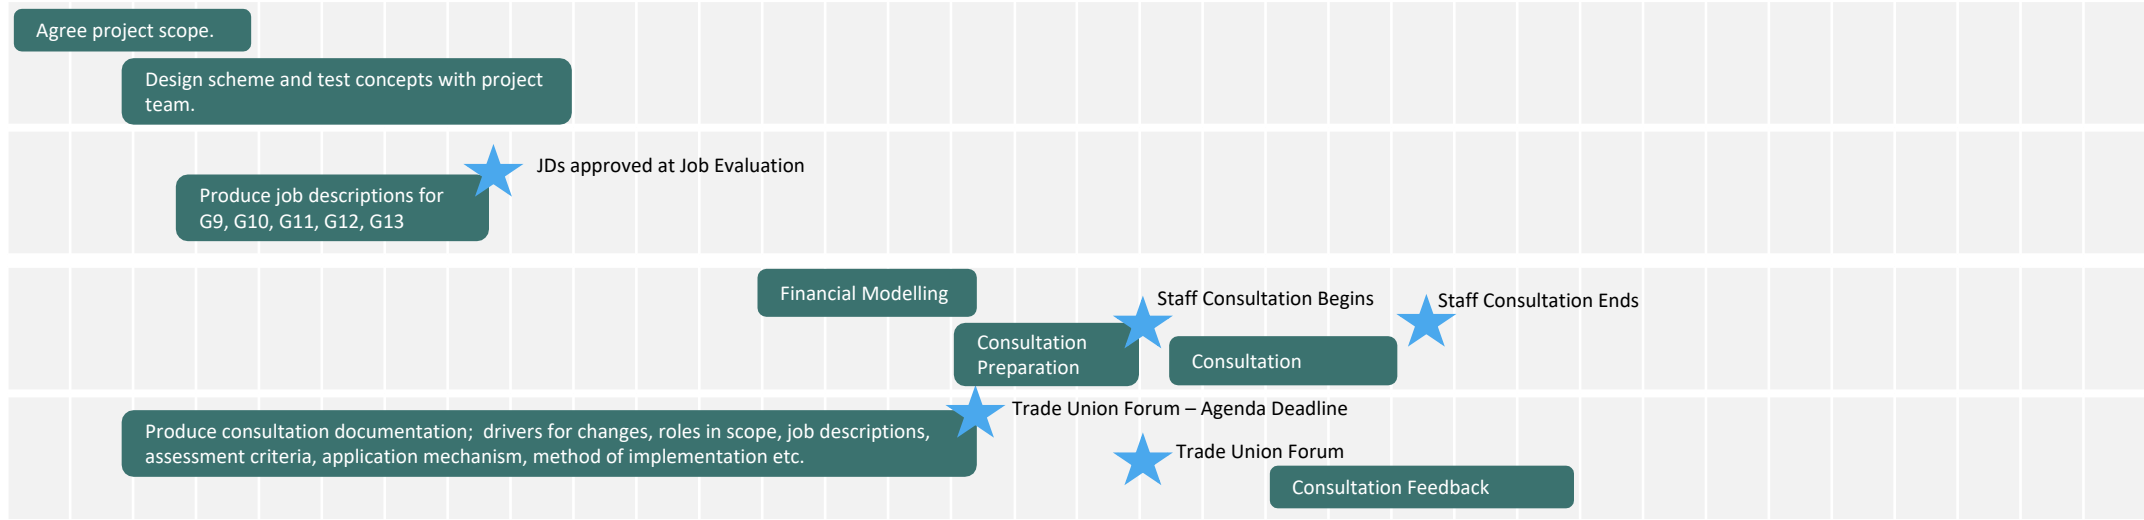 Agree project scope.
Design scheme and test concepts with project
team.
JDs approved at Job Evaluation
Produce job descriptions for
G9, G10, G11, G12, G13
Financial Modelling
Staff Consultation Begins
Staff Consultation Ends
Consultation
Preparation
Consultation
Trade Union Forum – Agenda Deadline
Produce consultation documentation;  drivers for changes, roles in scope, job descriptions,
assessment criteria, application mechanism, method of implementation etc.
Trade Union Forum
Consultation Feedback